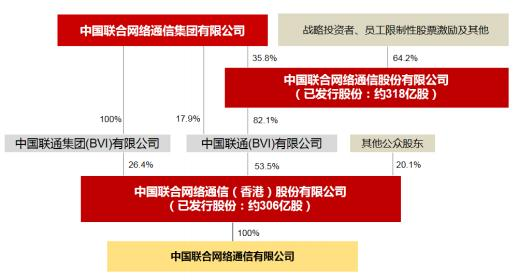 中国联合网络通信集团有限公司
战略投资者、员工限制性股票激励及其他
35.8%
64.2%
中国联合网络通信股份有限公司
（已发行股份：约318亿股）
100%
17.9%
82.1%
中国联通集团(BVI)有限公司
中国联通(BVI)有限公司
其他公众股东
26.4%
53.5%
20.1%
中国联合网络通信（香港）股份有限公司
（已发行股份：约306亿股）
100%
中国联合网络通信有限公司